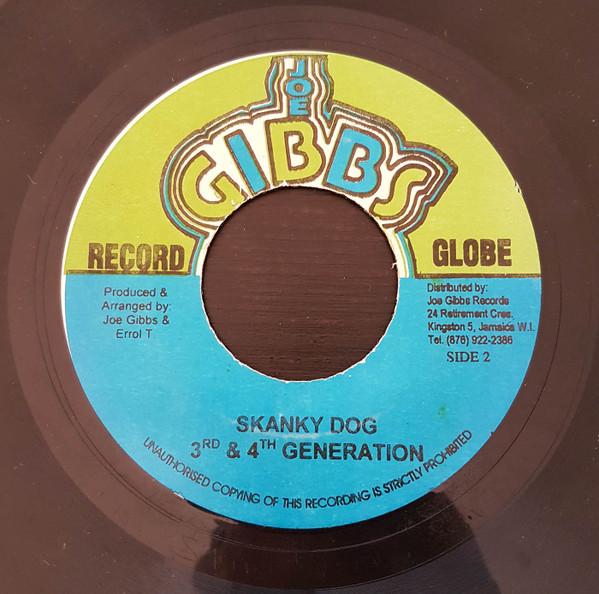 JOE
GIBBS
RECORD GLOBE
Produced &
Arranged by:
Joe Gibbs &
Errol T.
Distributed by:
Joe Gibbs Records
24 Retirement Cres.
Kingston 5, Jamaica W.I.
Tel. (876) 922-2386
SIDE 2
SKANKY DOG
3RD & 4TH GENERATION
UNAUTHORISED COPYING OF THIS RECORDING IS STRICTLY PROHIBITED